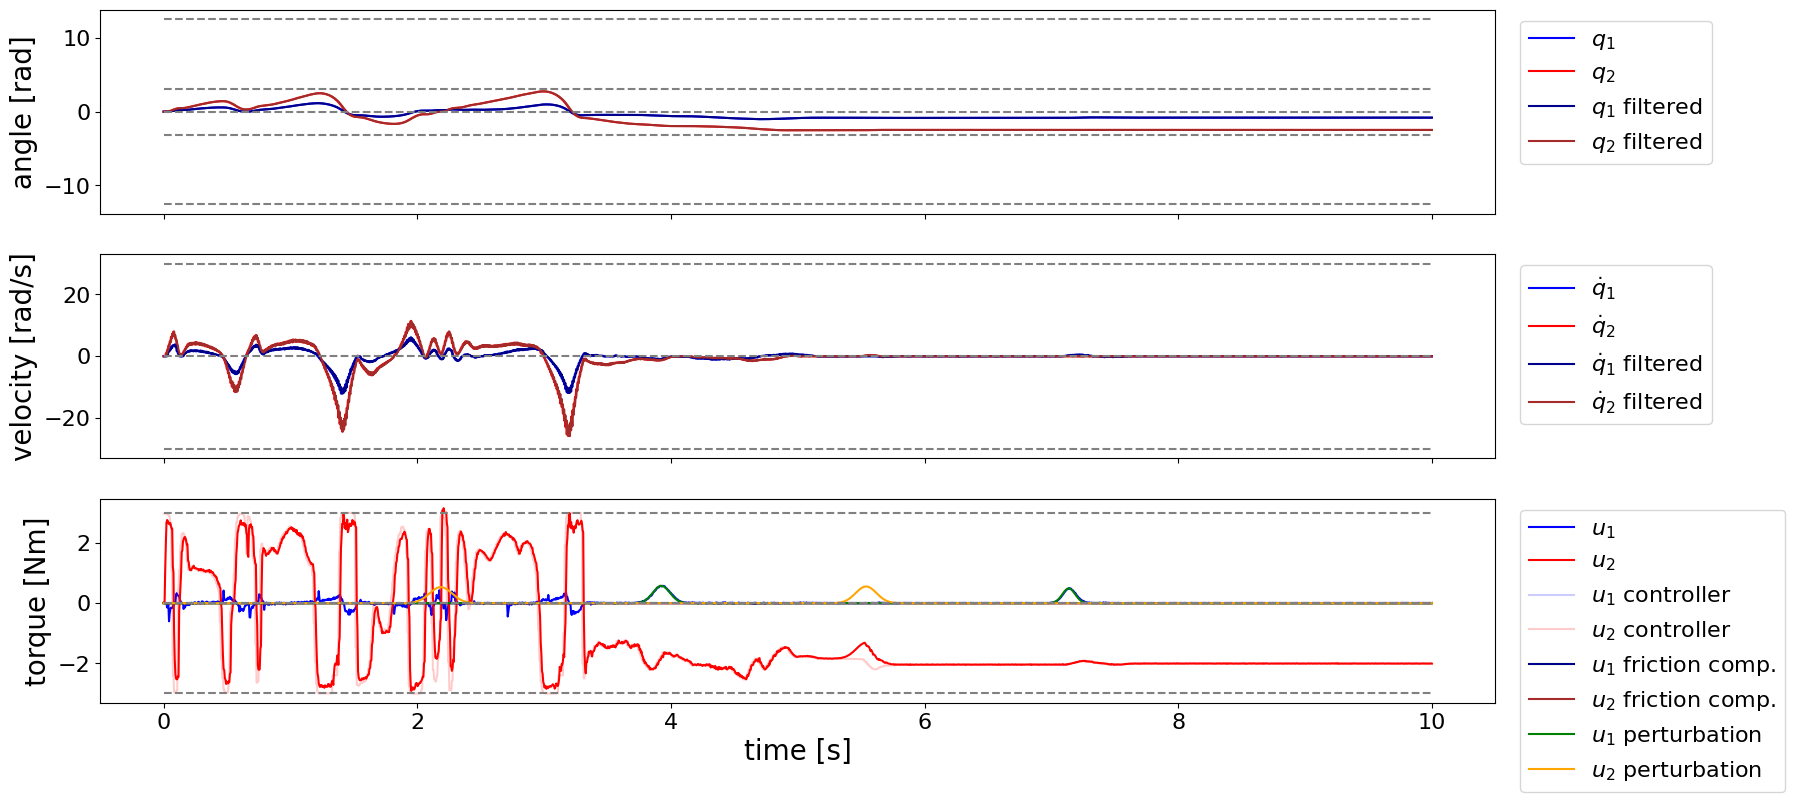 angle [rad]
10
0
−10
q₁
q₂
q₁ filtered
q₂ filtered
velocity [rad/s]
20
0
−20
q̇₁
q̇₂
q̇₁ filtered
q̇₂ filtered
torque [Nm]
2
0
−2
0
2
4
6
8
10
time [s]
u₁
u₂
u₁ controller
u₂ controller
u₁ friction comp.
u₂ friction comp.
u₁ perturbation
u₂ perturbation